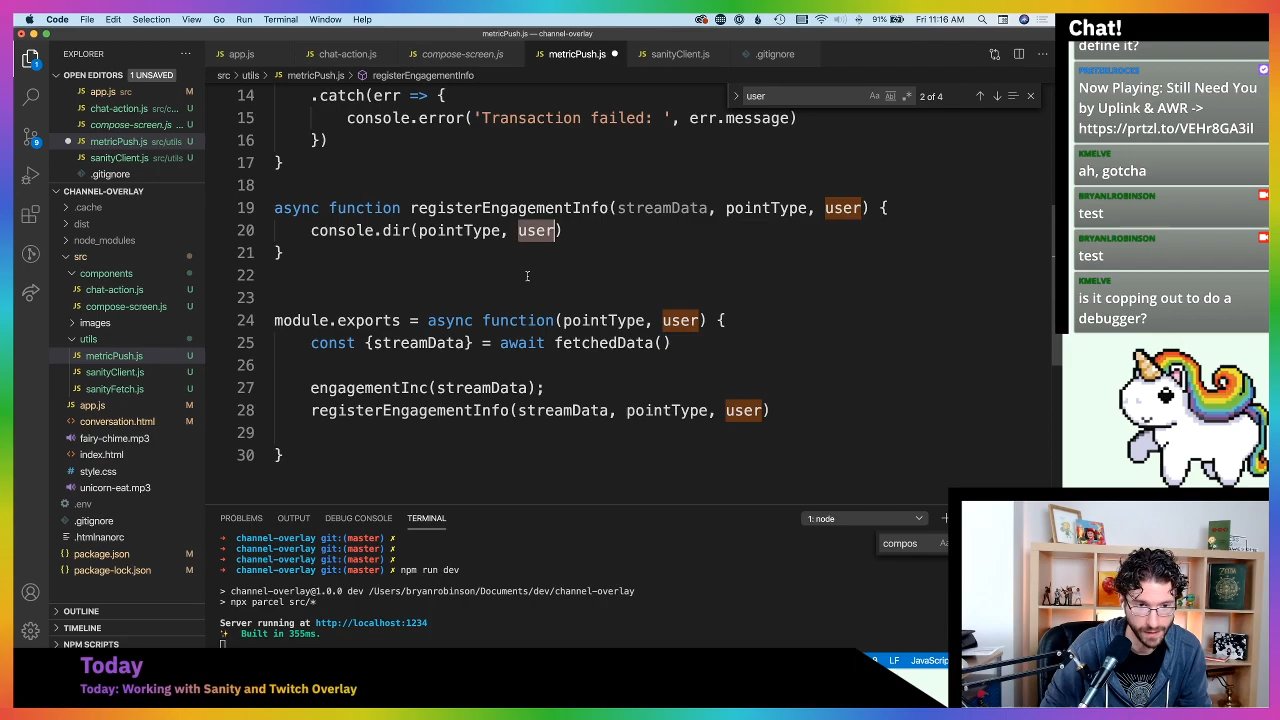 Code File Edit Selection View Go Run Terminal Window Help
91% Fri 11:16 AM
metricPush.js — channel-overlay
EXPLORER
OPEN EDITORS 1 UNSAVED
app.js src
chat-action.js src/c...
compose-screen.js ...
metricPush.js src/utils U
sanityClient.js src/utils U
.gitignore
CHANNEL-OVERLAY
.cache
dist
node_modules
src
components
chat-action.js U
compose-screen.js U
images
utils
metricPush.js U
sanityClient.js U
sanityFetch.js U
app.js U
conversation.html U
fairy-chime.mp3
index.html
style.css
unicorn-eat.mp3
.env
.gitignore
.htmlnanorc
package.json
package-lock.json
OUTLINE
TIMELINE
NPM SCRIPTS
1
9
app.js chat-action.js compose-screen.js metricPush.js sanityClient.js .gitignore
src > utils > metricPush.js > registerEngagementInfo
user Aa Abl .* 2 of 4
14 .catch(err => {
15 console.error('Transaction failed: ', err.message)
16 })
17 }
18
19 async function registerEngagementInfo(streamData, pointType, user) {
20 console.dir(pointType, user)
21 }
22
23
24 module.exports = async function(pointType, user) {
25 const {streamData} = await fetchedData()
26
27 engagementInc(streamData);
28 registerEngagementInfo(streamData, pointType, user)
29
30 }
PROBLEMS OUTPUT DEBUG CONSOLE TERMINAL
1: node
compos
→ channel-overlay git:(master) ✗
→ channel-overlay git:(master) ✗
→ channel-overlay git:(master) ✗
→ channel-overlay git:(master) ✗ npm run dev
> channel-overlay@1.0.0 dev /Users/bryanrobinson/Documents/dev/channel-overlay
> npx parcel src/*
Server running at http://localhost:1234
Built in 355ms.
LF JavaScrip
Chat!
define it?
Now Playing: Still Need You
by Uplink & AWR ->
https://prtzl.to/VEHr8GA3il
KMELVE
ah, gotcha
BRYANLROBINSON
test
BRYANLROBINSON
test
KMELVE
is it copping out to do a
debugger?
Today
Today: Working with Sanity and Twitch Overlay